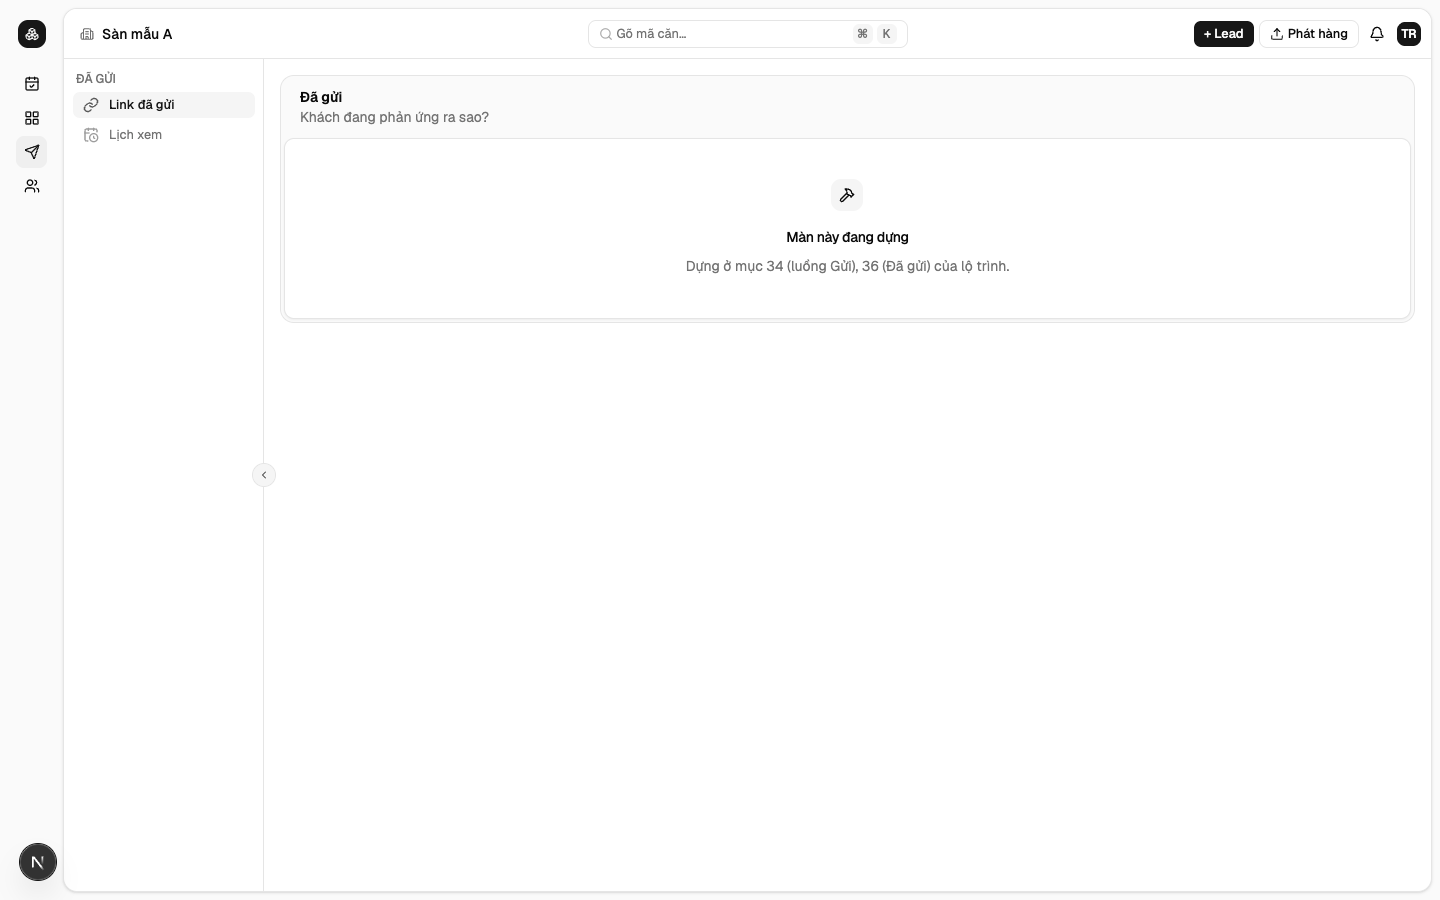 Sàn mẫu A
Gõ mã căn...
⌘ K
+ Lead
Phát hàng
TR
ĐÃ GỬI
Link đã gửi
Lịch xem
Đã gửi
Khách đang phản ứng ra sao?
Màn này đang dựng
Dựng ở mục 34 (luồng Gửi), 36 (Đã gửi) của lộ trình.
N